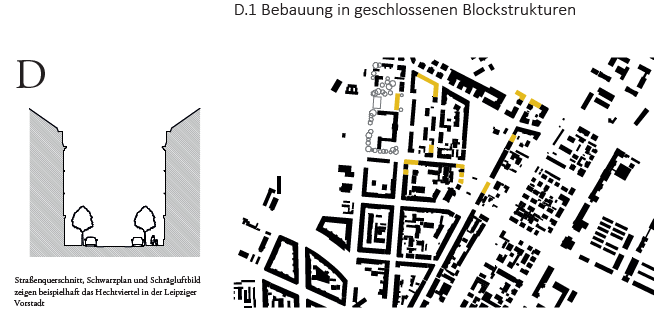 D.1 Bebauung in geschlossenen Blockstrukturen
D
Straßenquerschnitt, Schwarzplan und Schrägluftbild
zeigen beispielhaft das Hechtviertel in der Leipziger
Vorstadt